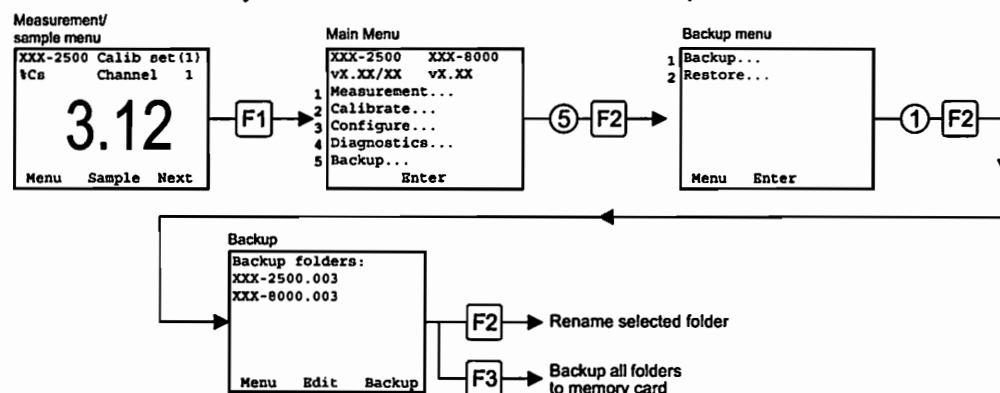 Measurement/
sample menu
XXX-2500 Calib set(1)
%Cs Channel 1
3.12
Menu Sample Next
F1
Main Menu
XXX-2500 XXX-8000
vX.XX/XX vX.XX
1 Measurement...
2 Calibrate...
3 Configure...
4 Diagnostics...
5 Backup...
Enter
5 F2
Backup menu
1 Backup...
2 Restore...
Menu Enter
1 F2
Backup
Backup folders:
XXX-2500.003
XXX-8000.003
Menu Edit Backup
F2 Rename selected folder
F3 Backup all folders
to memory card